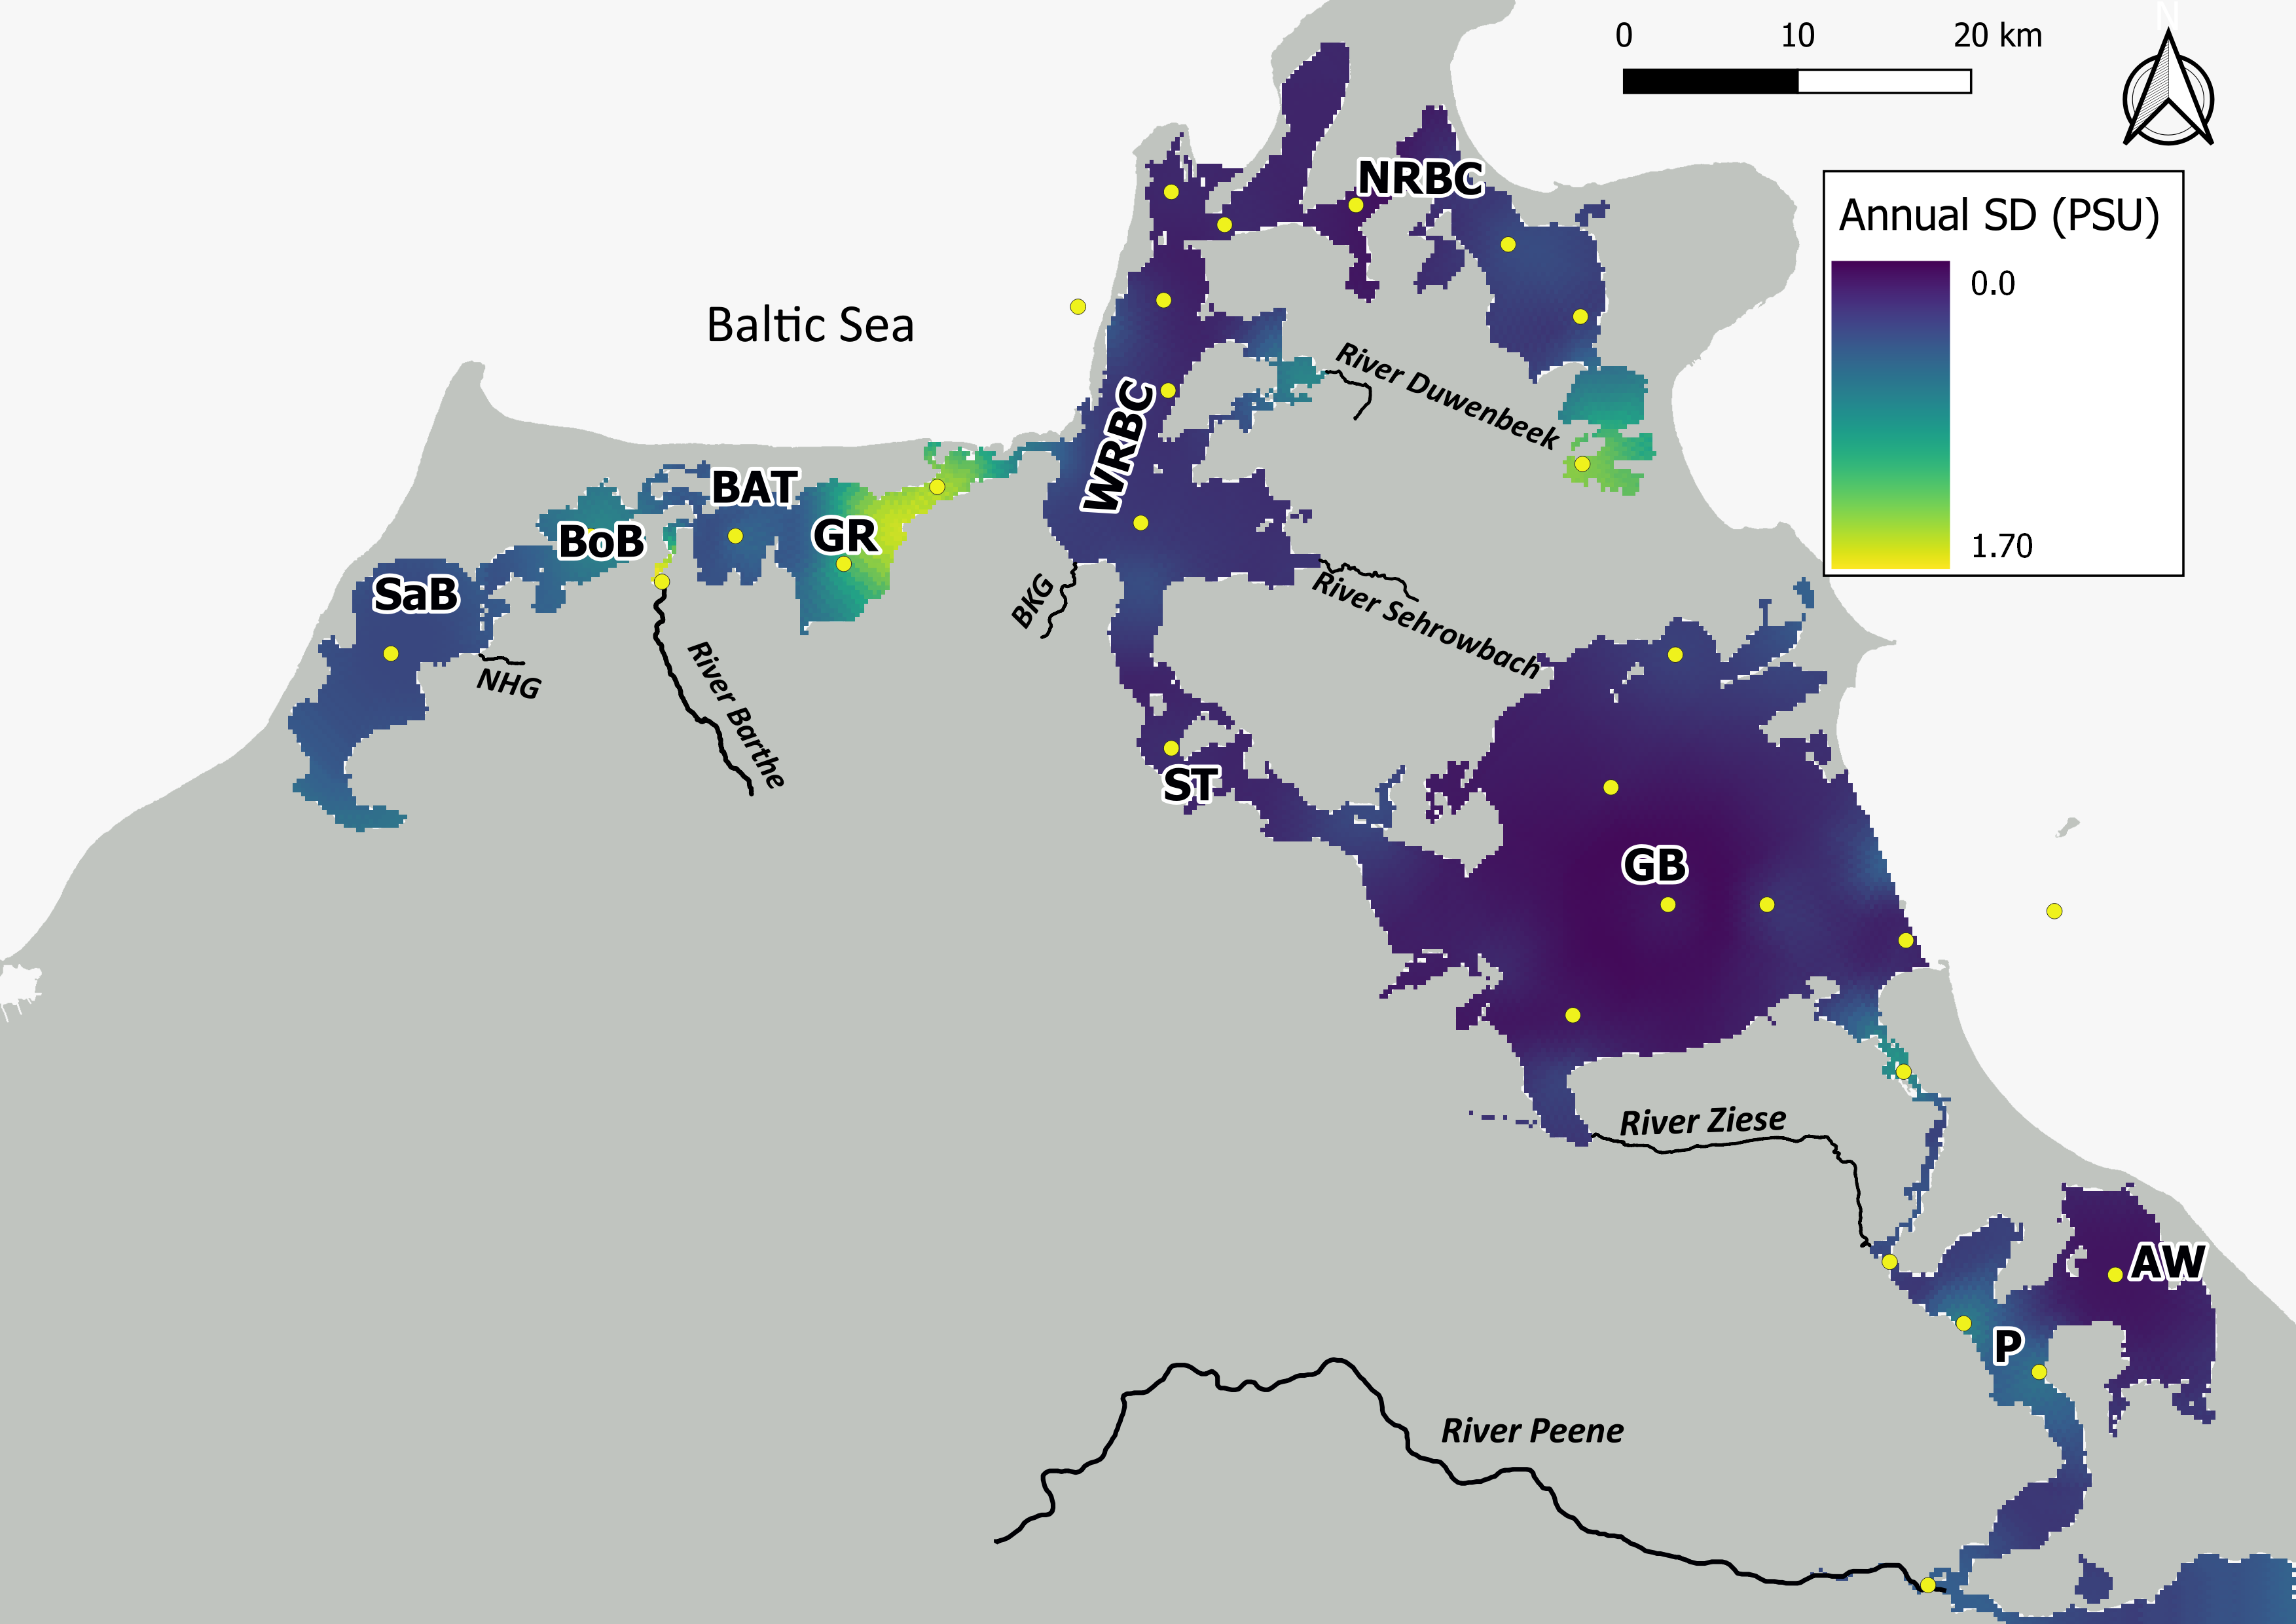 N
0 10 20 km
Annual SD (PSU)
0.0
1.70
Baltic Sea
NRBC
River Duwenbeek
WRBC
BAT
GR
BoB
SaB
NHG
River Barthe
BKG
River Sehrowbach
ST
GB
River Ziese
AW
P
River Peene